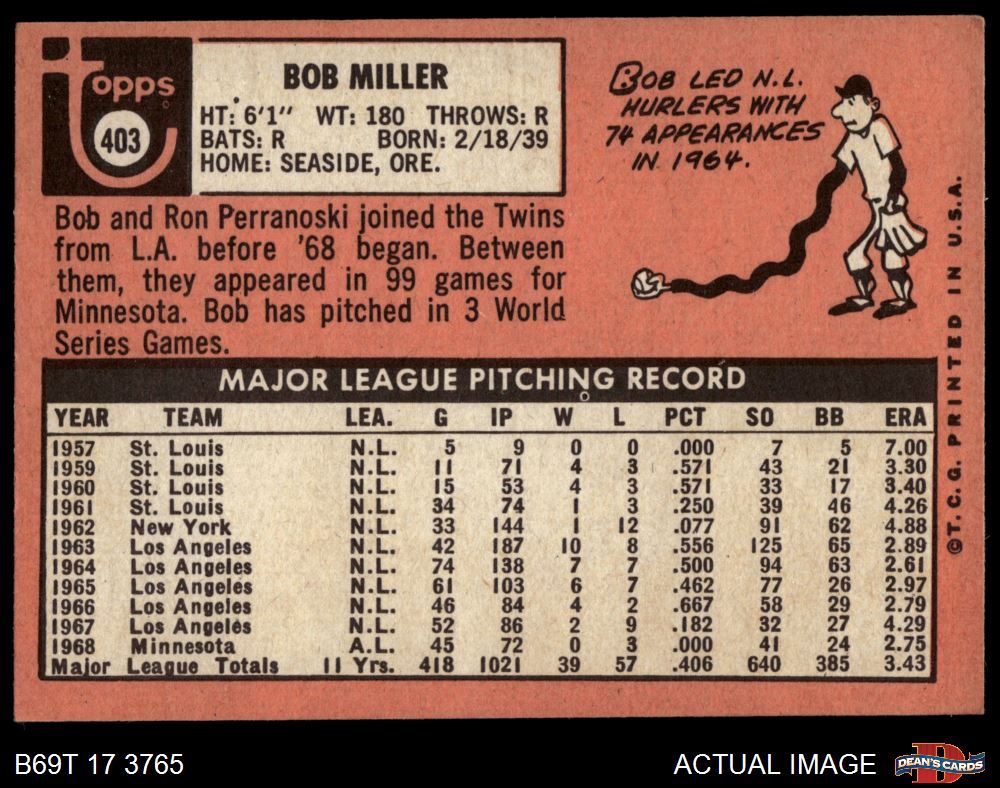 topps
403
BOB MILLER
HT: 6'1" WT: 180 THROWS: R
BATS: R BORN: 2/18/39
HOME: SEASIDE, ORE.
BOB LED N.L.
HURLERS WITH
74 APPEARANCES
IN 1964.
Bob and Ron Perranoski joined the Twins
from L.A. before '68 began. Between
them, they appeared in 99 games for
Minnesota. Bob has pitched in 3 World
Series Games.
MAJOR LEAGUE PITCHING RECORD
YEAR TEAM LEA. G IP W L PCT SO BB ERA
1957 St. Louis N.L. 5 9 0 0 .000 7 5 7.00
1959 St. Louis N.L. 11 71 4 3 .571 43 21 3.30
1960 St. Louis N.L. 15 53 4 3 .571 33 17 3.40
1961 St. Louis N.L. 34 74 1 3 .250 39 46 4.26
1962 New York N.L. 33 144 1 12 .077 91 62 4.88
1963 Los Angeles N.L. 42 187 10 8 .556 125 65 2.89
1964 Los Angeles N.L. 74 138 7 7 .500 94 63 2.61
1965 Los Angeles N.L. 61 103 6 7 .462 77 26 2.97
1966 Los Angeles N.L. 46 84 4 2 .667 58 29 2.79
1967 Los Angeles N.L. 52 86 2 9 .182 32 27 4.29
1968 Minnesota A.L. 45 72 0 3 .000 41 24 2.75
Major League Totals 11 Yrs. 418 1021 39 57 .406 640 385 3.43
©T.C.G. PRINTED IN U.S.A.
B69T 17 3765
ACTUAL IMAGE
D
DEAN'S CARDS